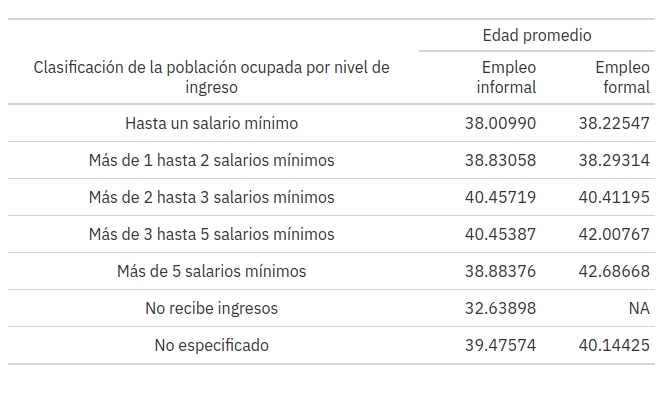 Edad promedio
Clasificación de la población ocupada por nivel de
ingreso
Empleo
informal
Empleo
formal
Hasta un salario mínimo 38.00990 38.22547
Más de 1 hasta 2 salarios mínimos 38.83058 38.29314
Más de 2 hasta 3 salarios mínimos 40.45719 40.41195
Más de 3 hasta 5 salarios mínimos 40.45387 42.00767
Más de 5 salarios mínimos 38.88376 42.68668
No recibe ingresos 32.63898 NA
No especificado 39.47574 40.14425